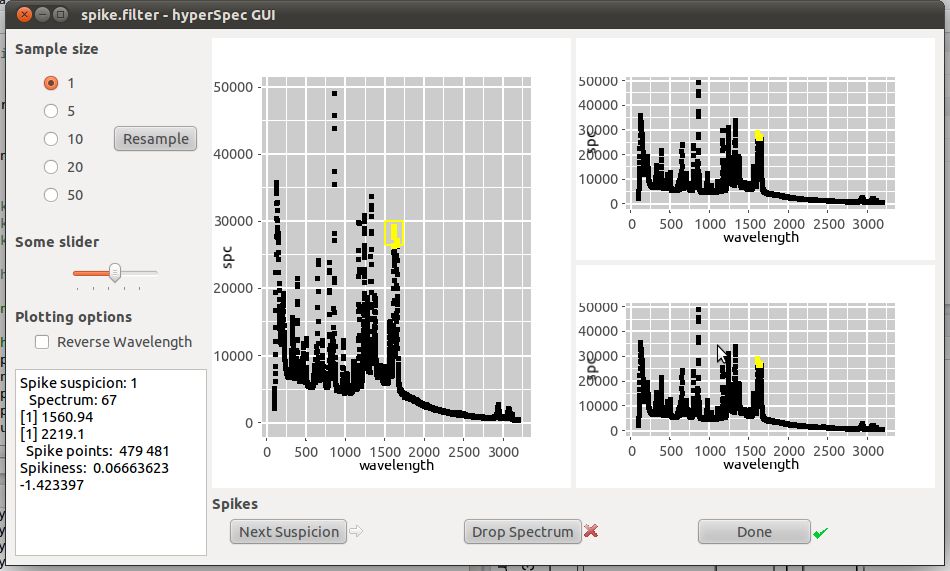 spike.filter - hyperSpec GUI
Sample size
1
5
10
20
50
Resample
Some slider
Plotting options
Reverse Wavelength
Spike suspicion: 1
Spectrum: 67
[1] 1560.94
[1] 2219.1
Spike points: 479 481
Spikiness: 0.06663623
-1.423397
50000
40000
30000
20000
10000
0
spc
0 500 1000 1500 2000 2500 3000
wavelength
50000
40000
30000
20000
10000
0
spc
0 500 1000 1500 2000 2500 3000
wavelength
50000
40000
30000
20000
10000
0
spc
0 500 1000 1500 2000 2500 3000
wavelength
Spikes
Next Suspicion
Drop Spectrum
Done